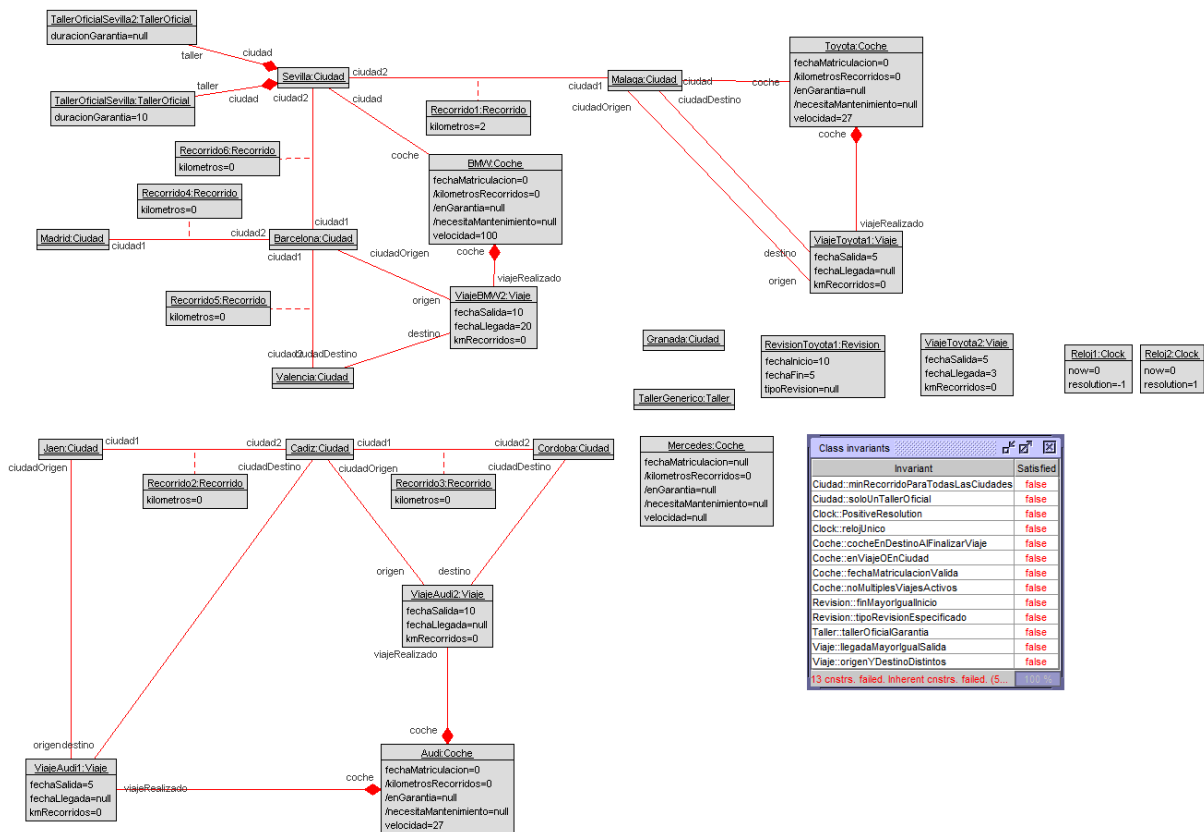 TallerOficialSevilla2:TallerOficial
duracionGarantia=null
taller
ciudad
taller
ciudad
TallerOficialSevilla:TallerOficial
duracionGarantia=10
Sevilla:Ciudad
ciudad2
ciudad2
ciudad
Recorrido1:Recorrido
kilometros=2
Malaga:Ciudad
ciudad1
ciudad
ciudadDestino
ciudadOrigen
coche
Toyota:Coche
fechaMatriculacion=0
/kilometrosRecorridos=0
/enGarantia=null
/necesitaMantenimiento=null
velocidad=27
coche
Recorrido6:Recorrido
kilometros=0
coche
BMW:Coche
fechaMatriculacion=0
/kilometrosRecorridos=0
/enGarantia=null
/necesitaMantenimiento=null
velocidad=100
coche
viajeRealizado
Recorrido4:Recorrido
kilometros=0
Madrid:Ciudad
ciudad1
ciudad2
ciudad1
Barcelona:Ciudad
ciudad1
ciudadOrigen
viajeRealizado
ViajeToyota1:Viaje
fechaSalida=5
fechaLlegada=null
kmRecorridos=0
destino
origen
Recorrido5:Recorrido
kilometros=0
origen
destino
ViajeBMW2:Viaje
fechaSalida=10
fechaLlegada=20
kmRecorridos=0
ciudad2
ciudadDestino
Valencia:Ciudad
Granada:Ciudad
TallerGenerico:Taller
RevisionToyota1:Revision
fechaInicio=10
fechaFin=5
tipoRevision=null
ViajeToyota2:Viaje
fechaSalida=5
fechaLlegada=3
kmRecorridos=0
Reloj1:Clock
now=0
resolution=-1
Reloj2:Clock
now=0
resolution=1
Jaen:Ciudad
ciudad1
ciudadOrigen
ciudad2
Cadiz:Ciudad
ciudad1
ciudadDestino
ciudadOrigen
ciudad2
Cordoba:Ciudad
ciudadDestino
Recorrido2:Recorrido
kilometros=0
Recorrido3:Recorrido
kilometros=0
Mercedes:Coche
fechaMatriculacion=null
/kilometrosRecorridos=0
/enGarantia=null
/necesitaMantenimiento=null
velocidad=null
Class invariants
Invariant Satisfied
Ciudad::minRecorridoParaTodasLasCiudades false
Ciudad::soloUnTallerOficial false
Clock::PositiveResolution false
Clock::relojUnico false
Coche::cocheEnDestinoAlFinalizarViaje false
Coche::enViajeOEnCiudad false
Coche::fechaMatriculacionValida false
Coche::noMultiplesViajesActivos false
Revision::finMayorIgualInicio false
Revision::tipoRevisionEspecificado false
Taller::tallerOficialGarantia false
Viaje::llegadaMayorIgualSalida false
Viaje::origenYDestinoDistintos false
13 cnstrs. failed. Inherent cnstrs. failed. (5... 100 %
origen
destino
ViajeAudi2:Viaje
fechaSalida=10
fechaLlegada=null
kmRecorridos=0
viajeRealizado
coche
origen
destino
ViajeAudi1:Viaje
fechaSalida=5
fechaLlegada=null
kmRecorridos=0
viajeRealizado
coche
Audi:Coche
fechaMatriculacion=0
/kilometrosRecorridos=0
/enGarantia=null
/necesitaMantenimiento=null
velocidad=27